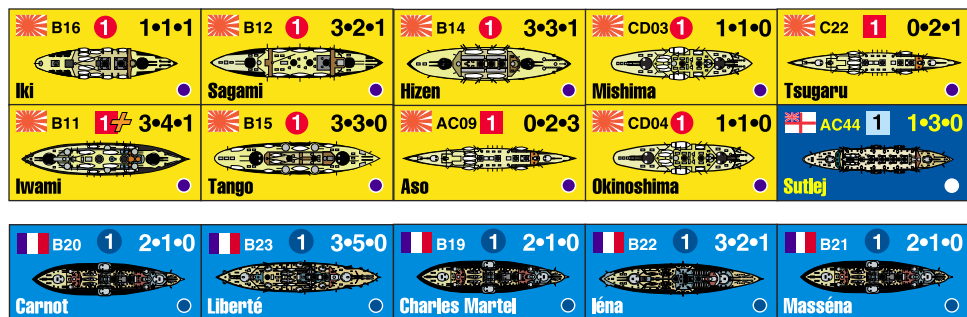 B16 1 1•1•1
Iki
B12 1 3•2•1
Sagami
B14 1 3•3•1
Hizen
CD03 1 1•1•0
Mishima
C22 1 0•2•1
Tsugaru
B11 1 3•4•1
Iwami
B15 1 3•3•0
Tango
AC09 1 0•2•3
Aso
CD04 1 1•1•0
Okinoshima
AC44 1 1•3•0
Sutlej
B20 1 2•1•0
Carnot
B23 1 3•5•0
Liberté
B19 1 2•1•0
Charles Martel
B22 1 3•2•1
Iéna
B21 1 2•1•0
Masséna